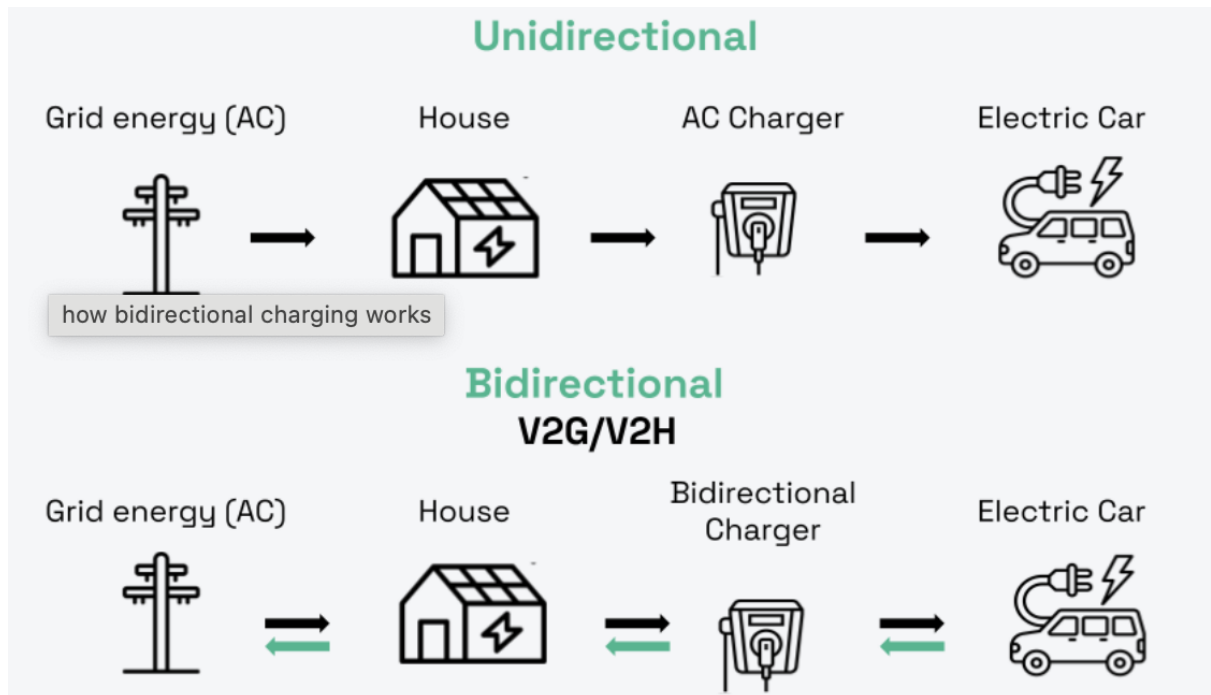 Unidirectional
Grid energy (AC)
House
AC Charger
Electric Car
how bidirectional charging works
Bidirectional
V2G/V2H
Grid energy (AC)
House
Bidirectional
Charger
Electric Car